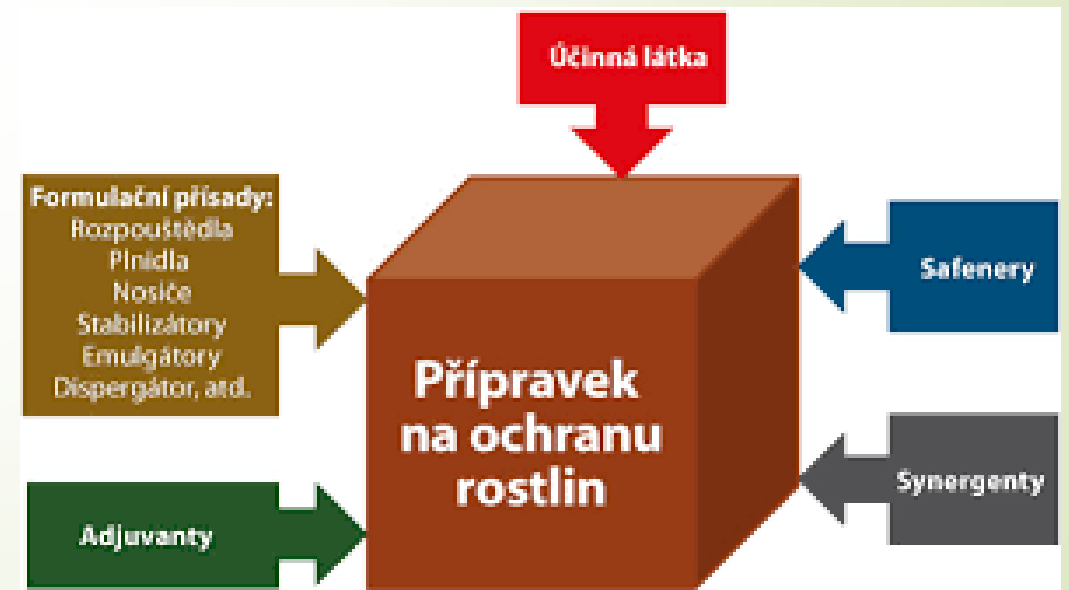 Účinná látka
Formulační přísady:
Rozpouštědla
Plnidla
Nosiče
Stabilizátory
Emulgátory
Dispergátor, atd.
Safenery
Přípravek
na ochranu
rostlin
Synergenty
Adjuvanty